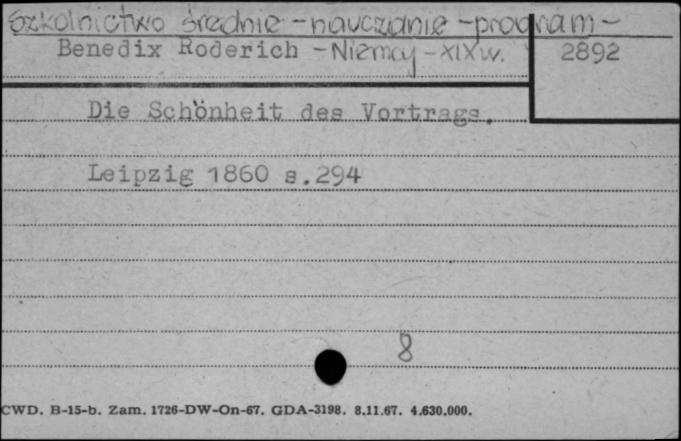 Szkolnictwo średnie - nauczanie - program -
Benedix Roderich - Niemcy - XIXw. 2892
Die Schönheit des Vortrags.
Leipzig 1860 s.294
8
CWD. B-15-b. Zam. 1726-DW-On-67. GDA-3198. 8.11.67. 4.630.000.